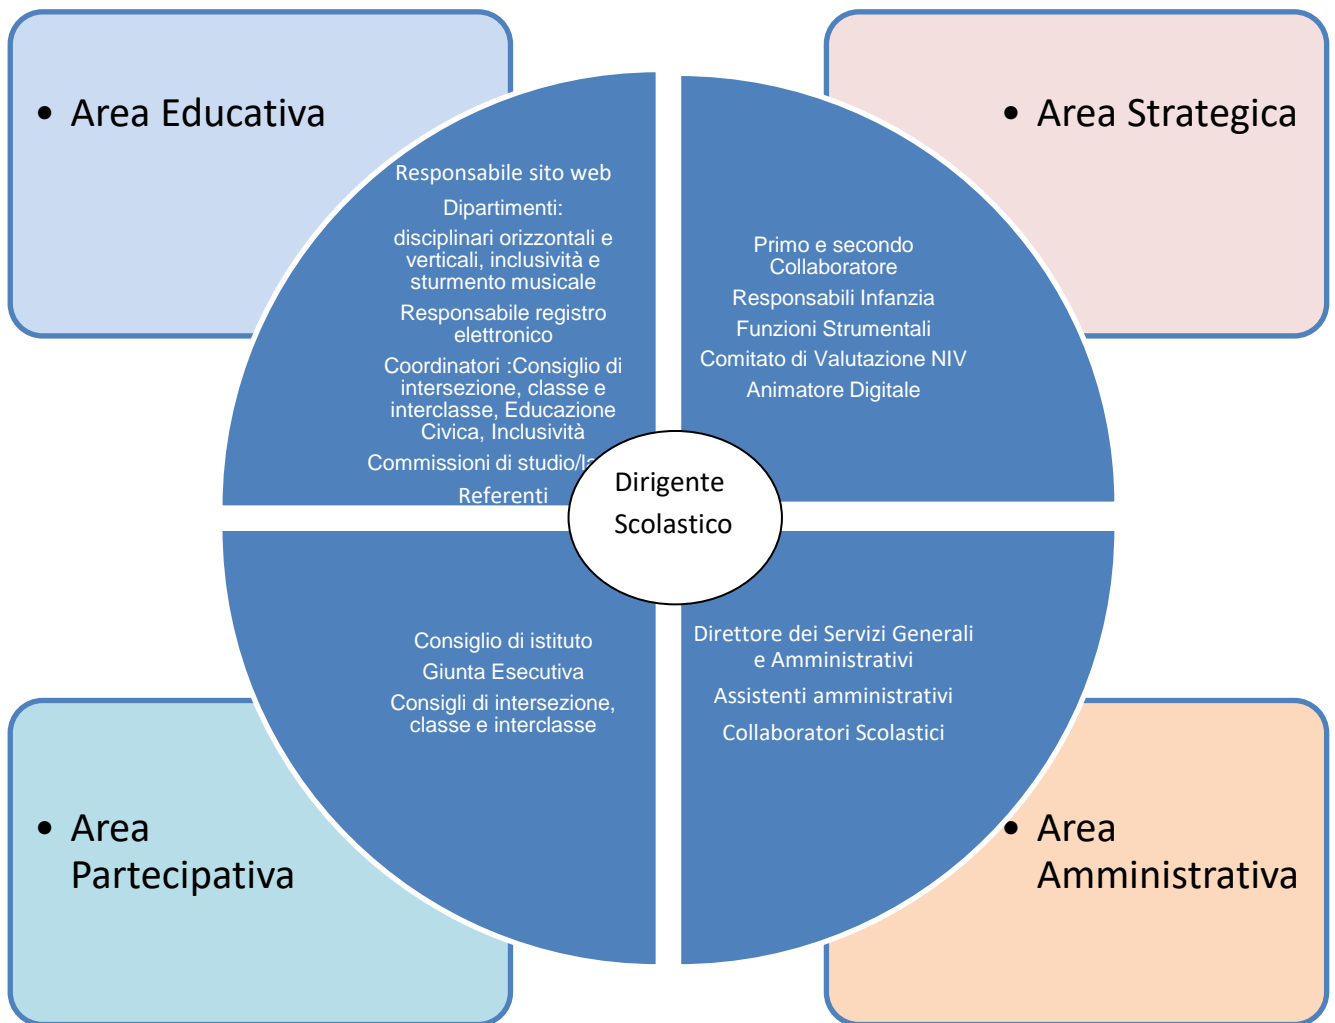 • Area Educativa
Responsabile sito web
Dipartimenti:
disciplinari orizzontali e
verticali, inclusività e
sturmento musicale
Responsabile registro
elettronico
Coordinatori :Consiglio di
intersezione, classe e
interclasse, Educazione
Civica, Inclusività
Commissioni di
Referenti
• Area Strategica
Primo e secondo
Collaboratore
Responsabili Infanzia
Funzioni Strumentali
Comitato di Valutazione NIV
Animatore Digitale
Dirigente
Scolastico
Consiglio di istituto
Giunta Esecutiva
Consigli di intersezione,
classe e interclasse
• Area
Partecipativa
Direttore dei Servizi Generali
e Amministrativi
Assistenti amministrativi
Collaboratori Scolastici
• Area
Amministrativa